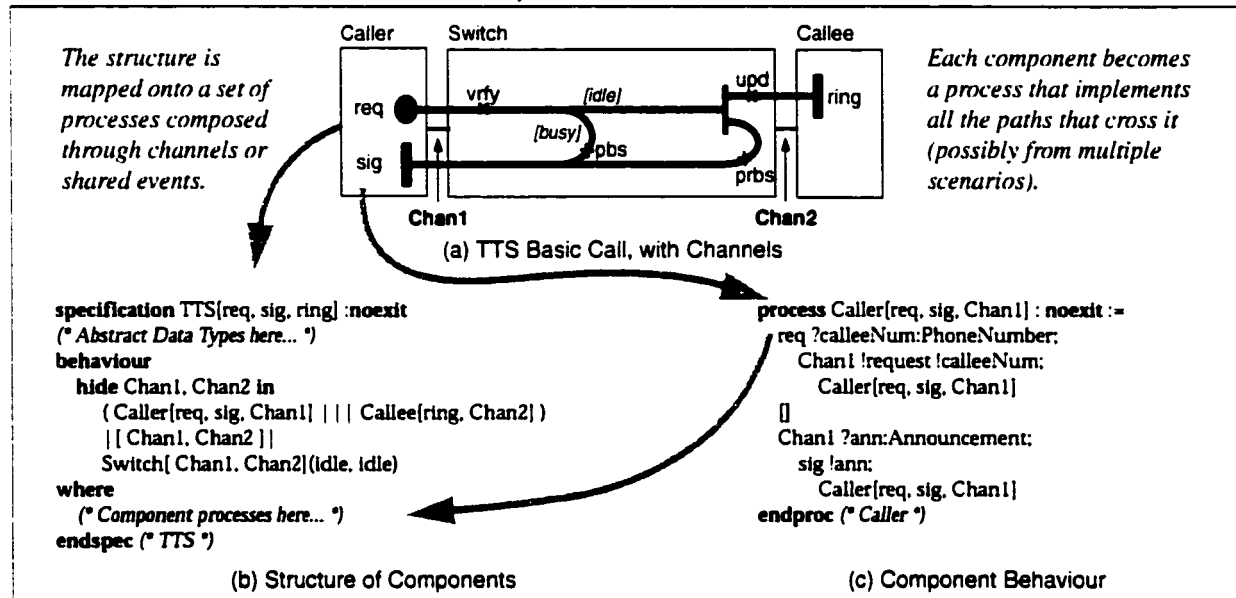 Caller
Switch
Callee
The structure is
mapped onto a set of
processes composed
through channels or
shared events.
req
vrfy
[idle]
upd
ring
[busy]
pbs
sig
prbs
Each component becomes
a process that implements
all the paths that cross it
(possibly from multiple
scenarios).
Chan1
Chan2
(a) TTS Basic Call, with Channels
specification TTS[req, sig, ring] :noexit
(* Abstract Data Types here... *)
behaviour
hide Chan1, Chan2 in
( Caller[req, sig, Chan1] ||| Callee[ring, Chan2] )
|[ Chan1, Chan2 ]|
Switch[ Chan1, Chan2](idle, idle)
where
(* Component processes here... *)
endspec (* TTS *)
(b) Structure of Components
process Caller[req, sig, Chan1] : noexit :=
req ?calleeNum:PhoneNumber;
Chan1 !request !calleeNum;
Caller[req, sig, Chan1]
[]
Chan1 ?ann:Announcement;
sig !ann;
Caller[req, sig, Chan1]
endproc (* Caller *)
(c) Component Behaviour